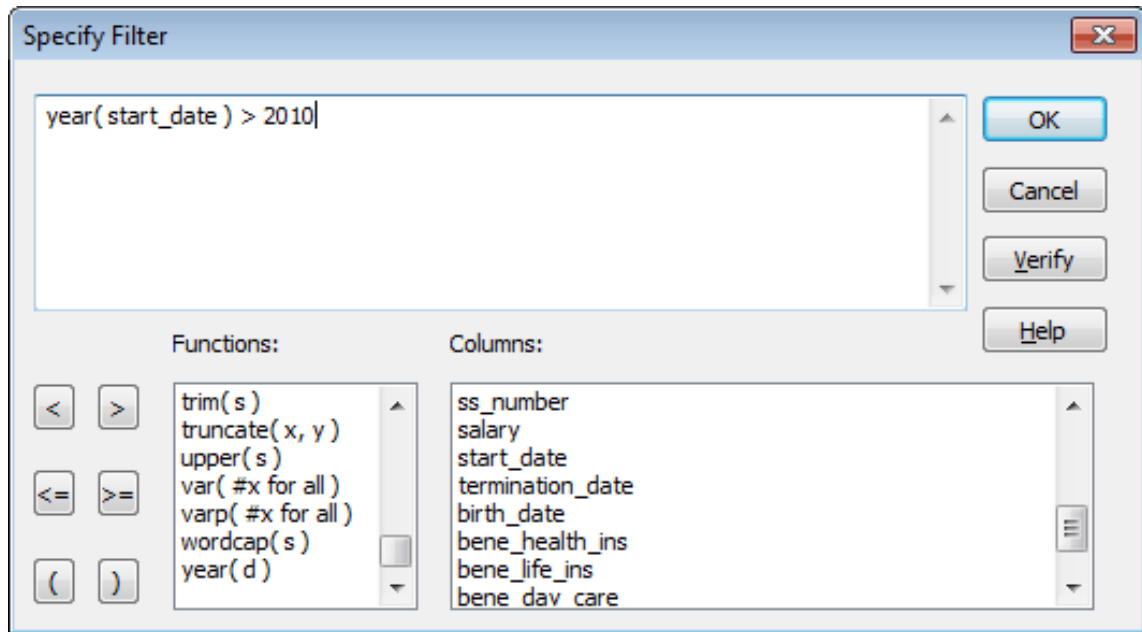 Specify Filter
year( start_date ) > 2010
OK
Cancel
Verify
Help
Functions:
Columns:
< >
<= >=
( )
trim( s )
truncate( x, y )
upper( s )
var( #x for all )
varp( #x for all )
wordcap( s )
year( d )
ss_number
salary
start_date
termination_date
birth_date
bene_health_ins
bene_life_ins
bene_day_care